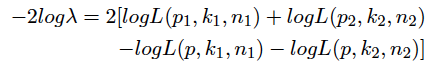 −2logλ = 2[logL(p₁, k₁, n₁) + logL(p₂, k₂, n₂)
−logL(p, k₁, n₁) − logL(p, k₂, n₂)]